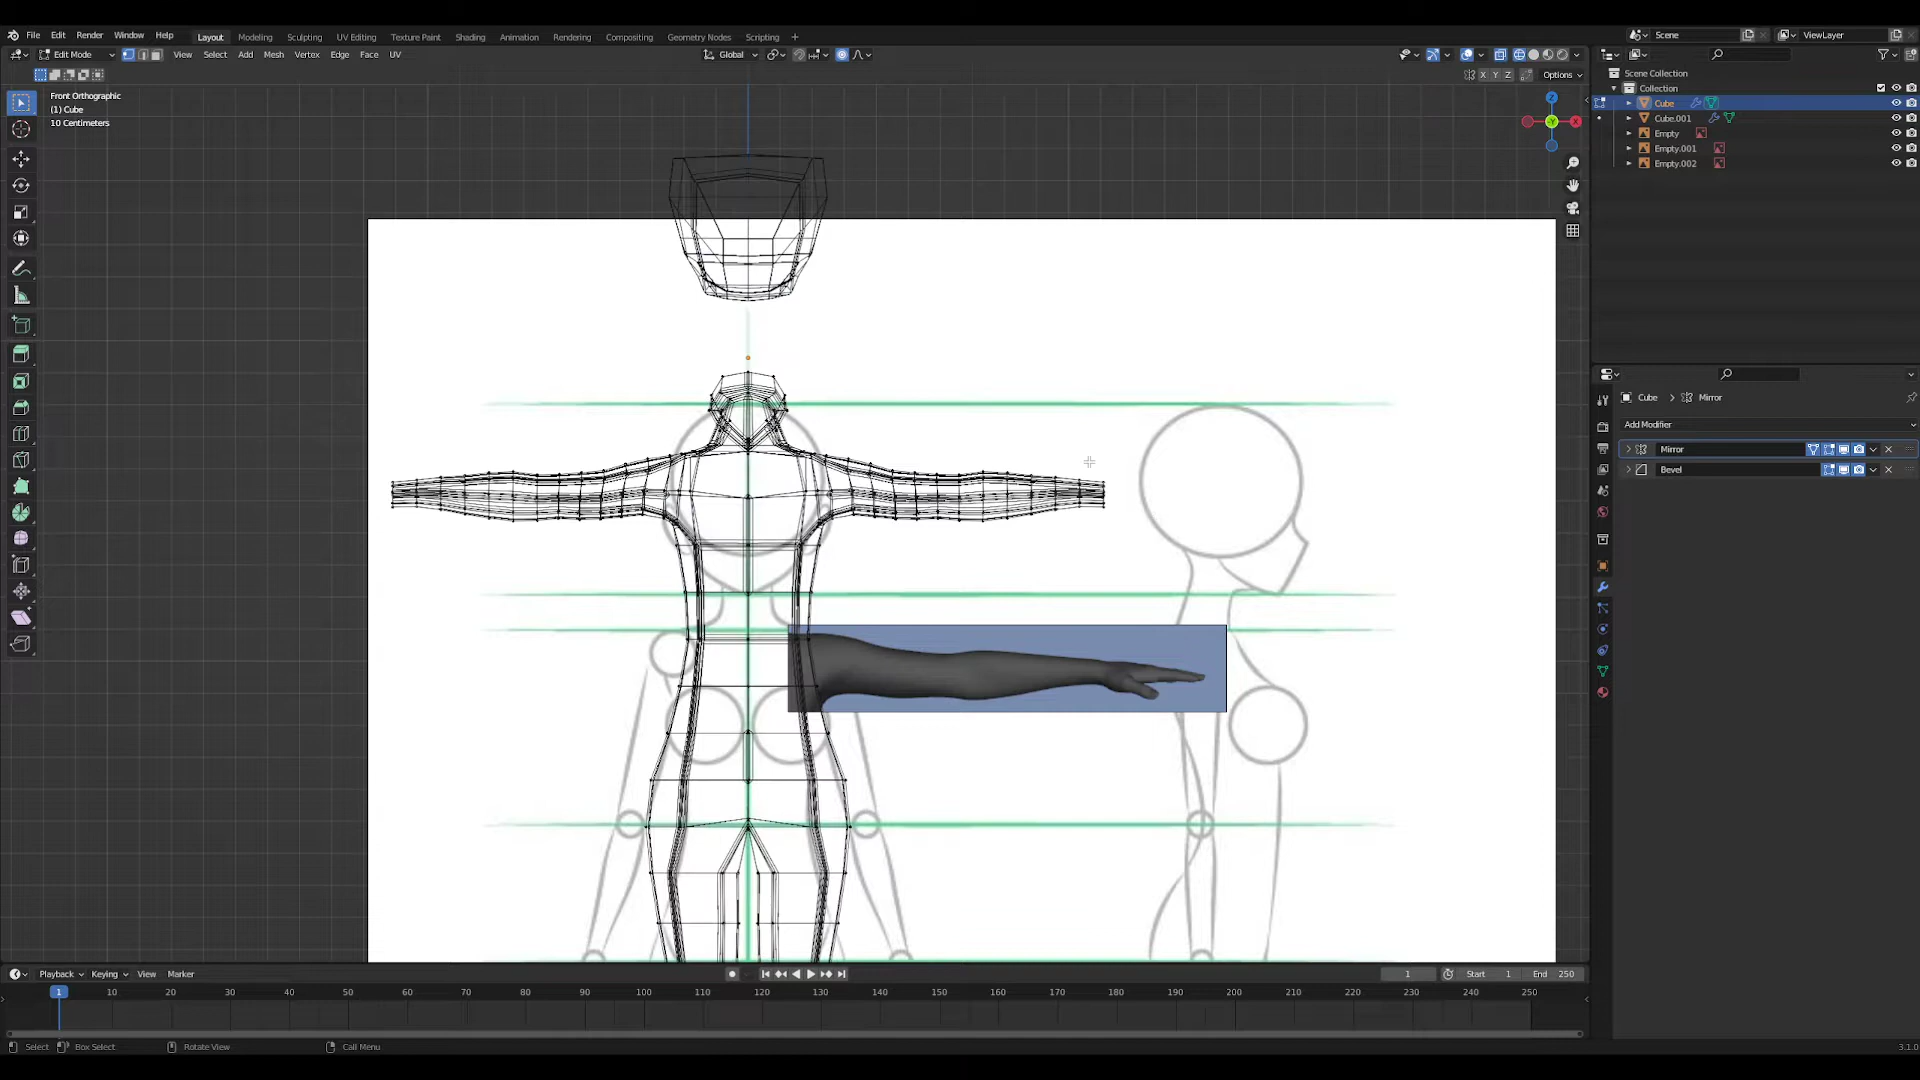 File Edit Render Window Help Layout Modeling Sculpting UV Editing Texture Paint Shading Animation Rendering Compositing Geometry Nodes Scripting + Scene ViewLayer
Edit Mode View Select Add Mesh Vertex Edge Face UV Global
X Y Z Options
Front Orthographic
(1) Cube
10 Centimeters
Z
Y
X
Scene Collection
Collection
Cube
Cube.001
Empty
Empty.001
Empty.002
Cube > Mirror
Add Modifier
Mirror
Bevel
Playback Keying View Marker 1 Start 1 End 250
1 10 20 30 40 50 60 70 80 90 100 110 120 130 140 150 160 170 180 190 200 210 220 230 240 250
Select Box Select Rotate View Call Menu 3.1.0